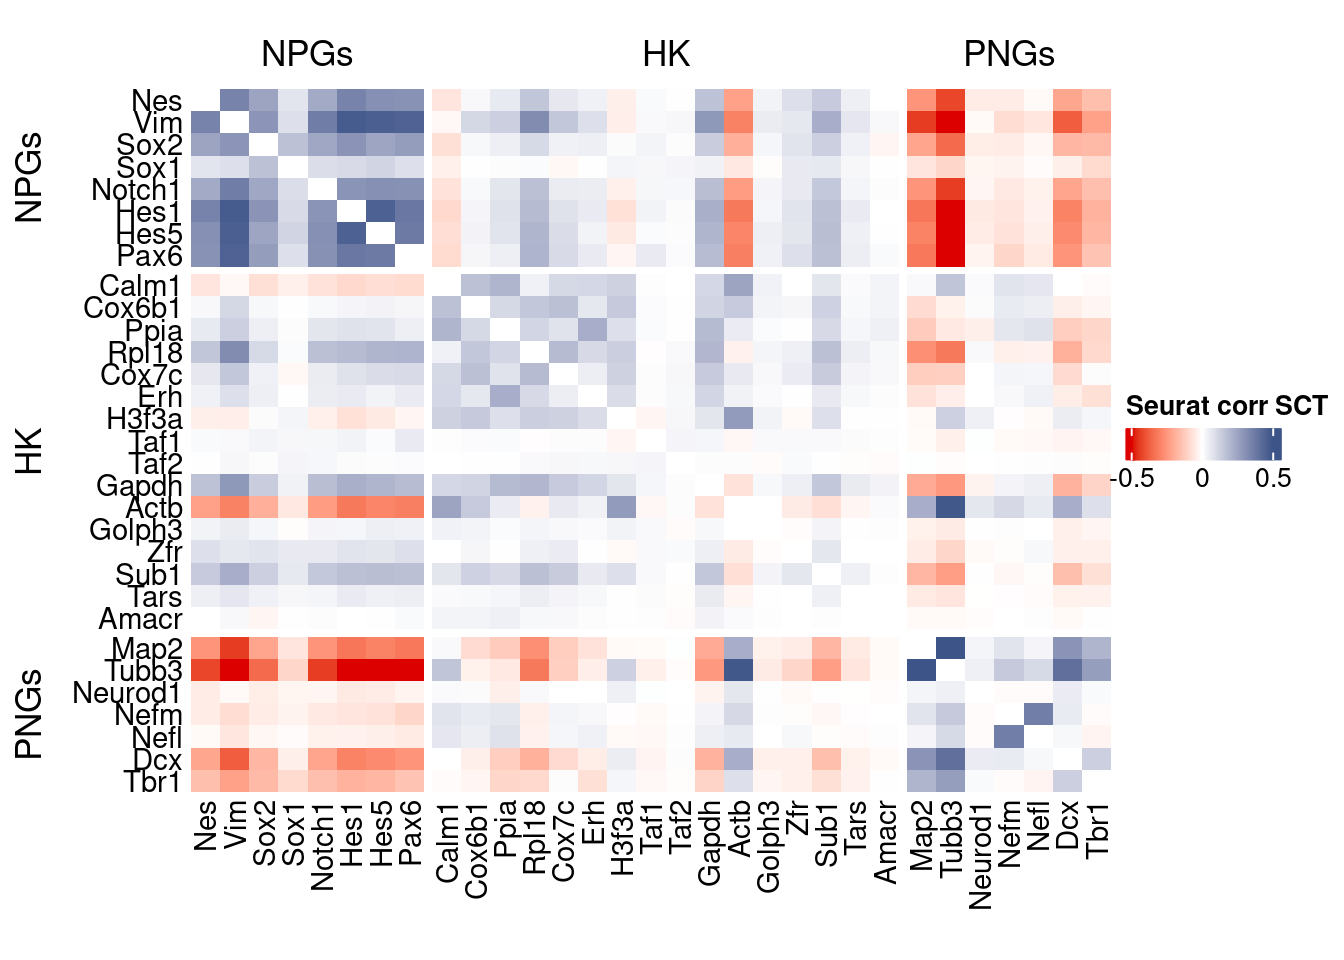 NPGs HK PNGs
NPGs
Nes
Vim
Sox2
Sox1
Notch1
Hes1
Hes5
Pax6
HK
Calm1
Cox6b1
Ppia
Rpl18
Cox7c
Erh
H3f3a
Taf1
Taf2
Gapdh
Actb
Golph3
Zfr
Sub1
Tars
Amacr
PNGs
Map2
Tubb3
Neurod1
Nefm
Nefl
Dcx
Tbr1
Nes Vim Sox2 Sox1 Notch1 Hes1 Hes5 Pax6 Calm1 Cox6b1 Ppia Rpl18 Cox7c Erh H3f3a Taf1 Taf2 Gapdh Actb Golph3 Zfr Sub1 Tars Amacr Map2 Tubb3 Neurod1 Nefm Nefl Dcx Tbr1
Seurat corr SCT
-0.5 0 0.5